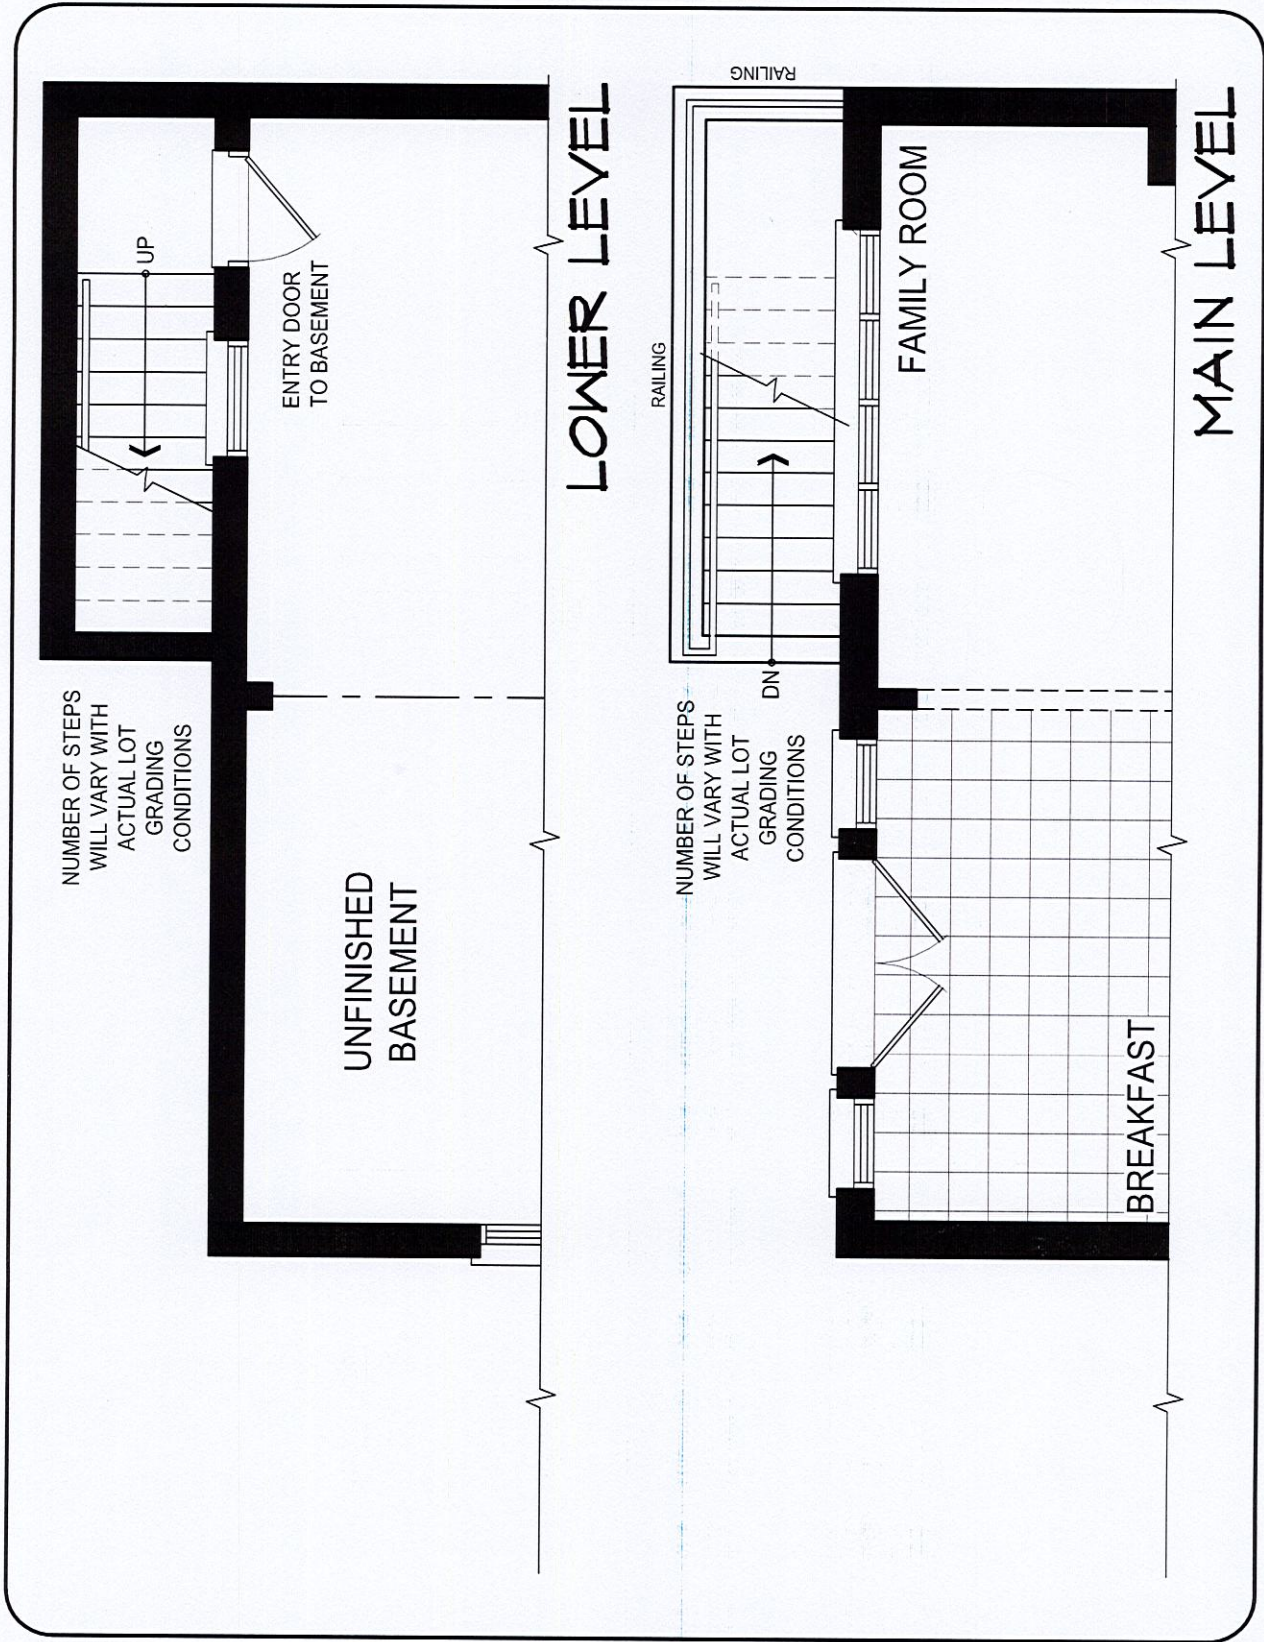 NUMBER OF STEPS
WILL VARY WITH
ACTUAL LOT
GRADING
CONDITIONS
UP
ENTRY DOOR
TO BASEMENT
UNFINISHED
BASEMENT
LOWER LEVEL
RAILING
RAILING
NUMBER OF STEPS
WILL VARY WITH
ACTUAL LOT
GRADING
CONDITIONS
DN
FAMILY ROOM
BREAKFAST
MAIN LEVEL